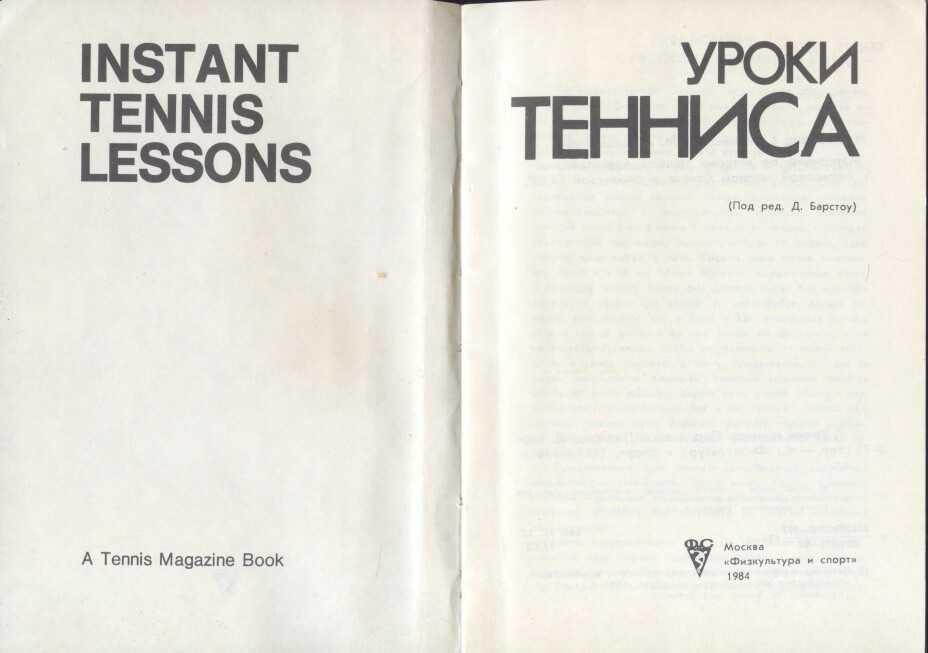 INSTANT
TENNIS
LESSONS
A Tennis Magazine Book
УРОКИ
ТЕННИСА
(Под ред. Д. Барстоу)
ФиС
Москва
«Физкультура и спорт»
1984